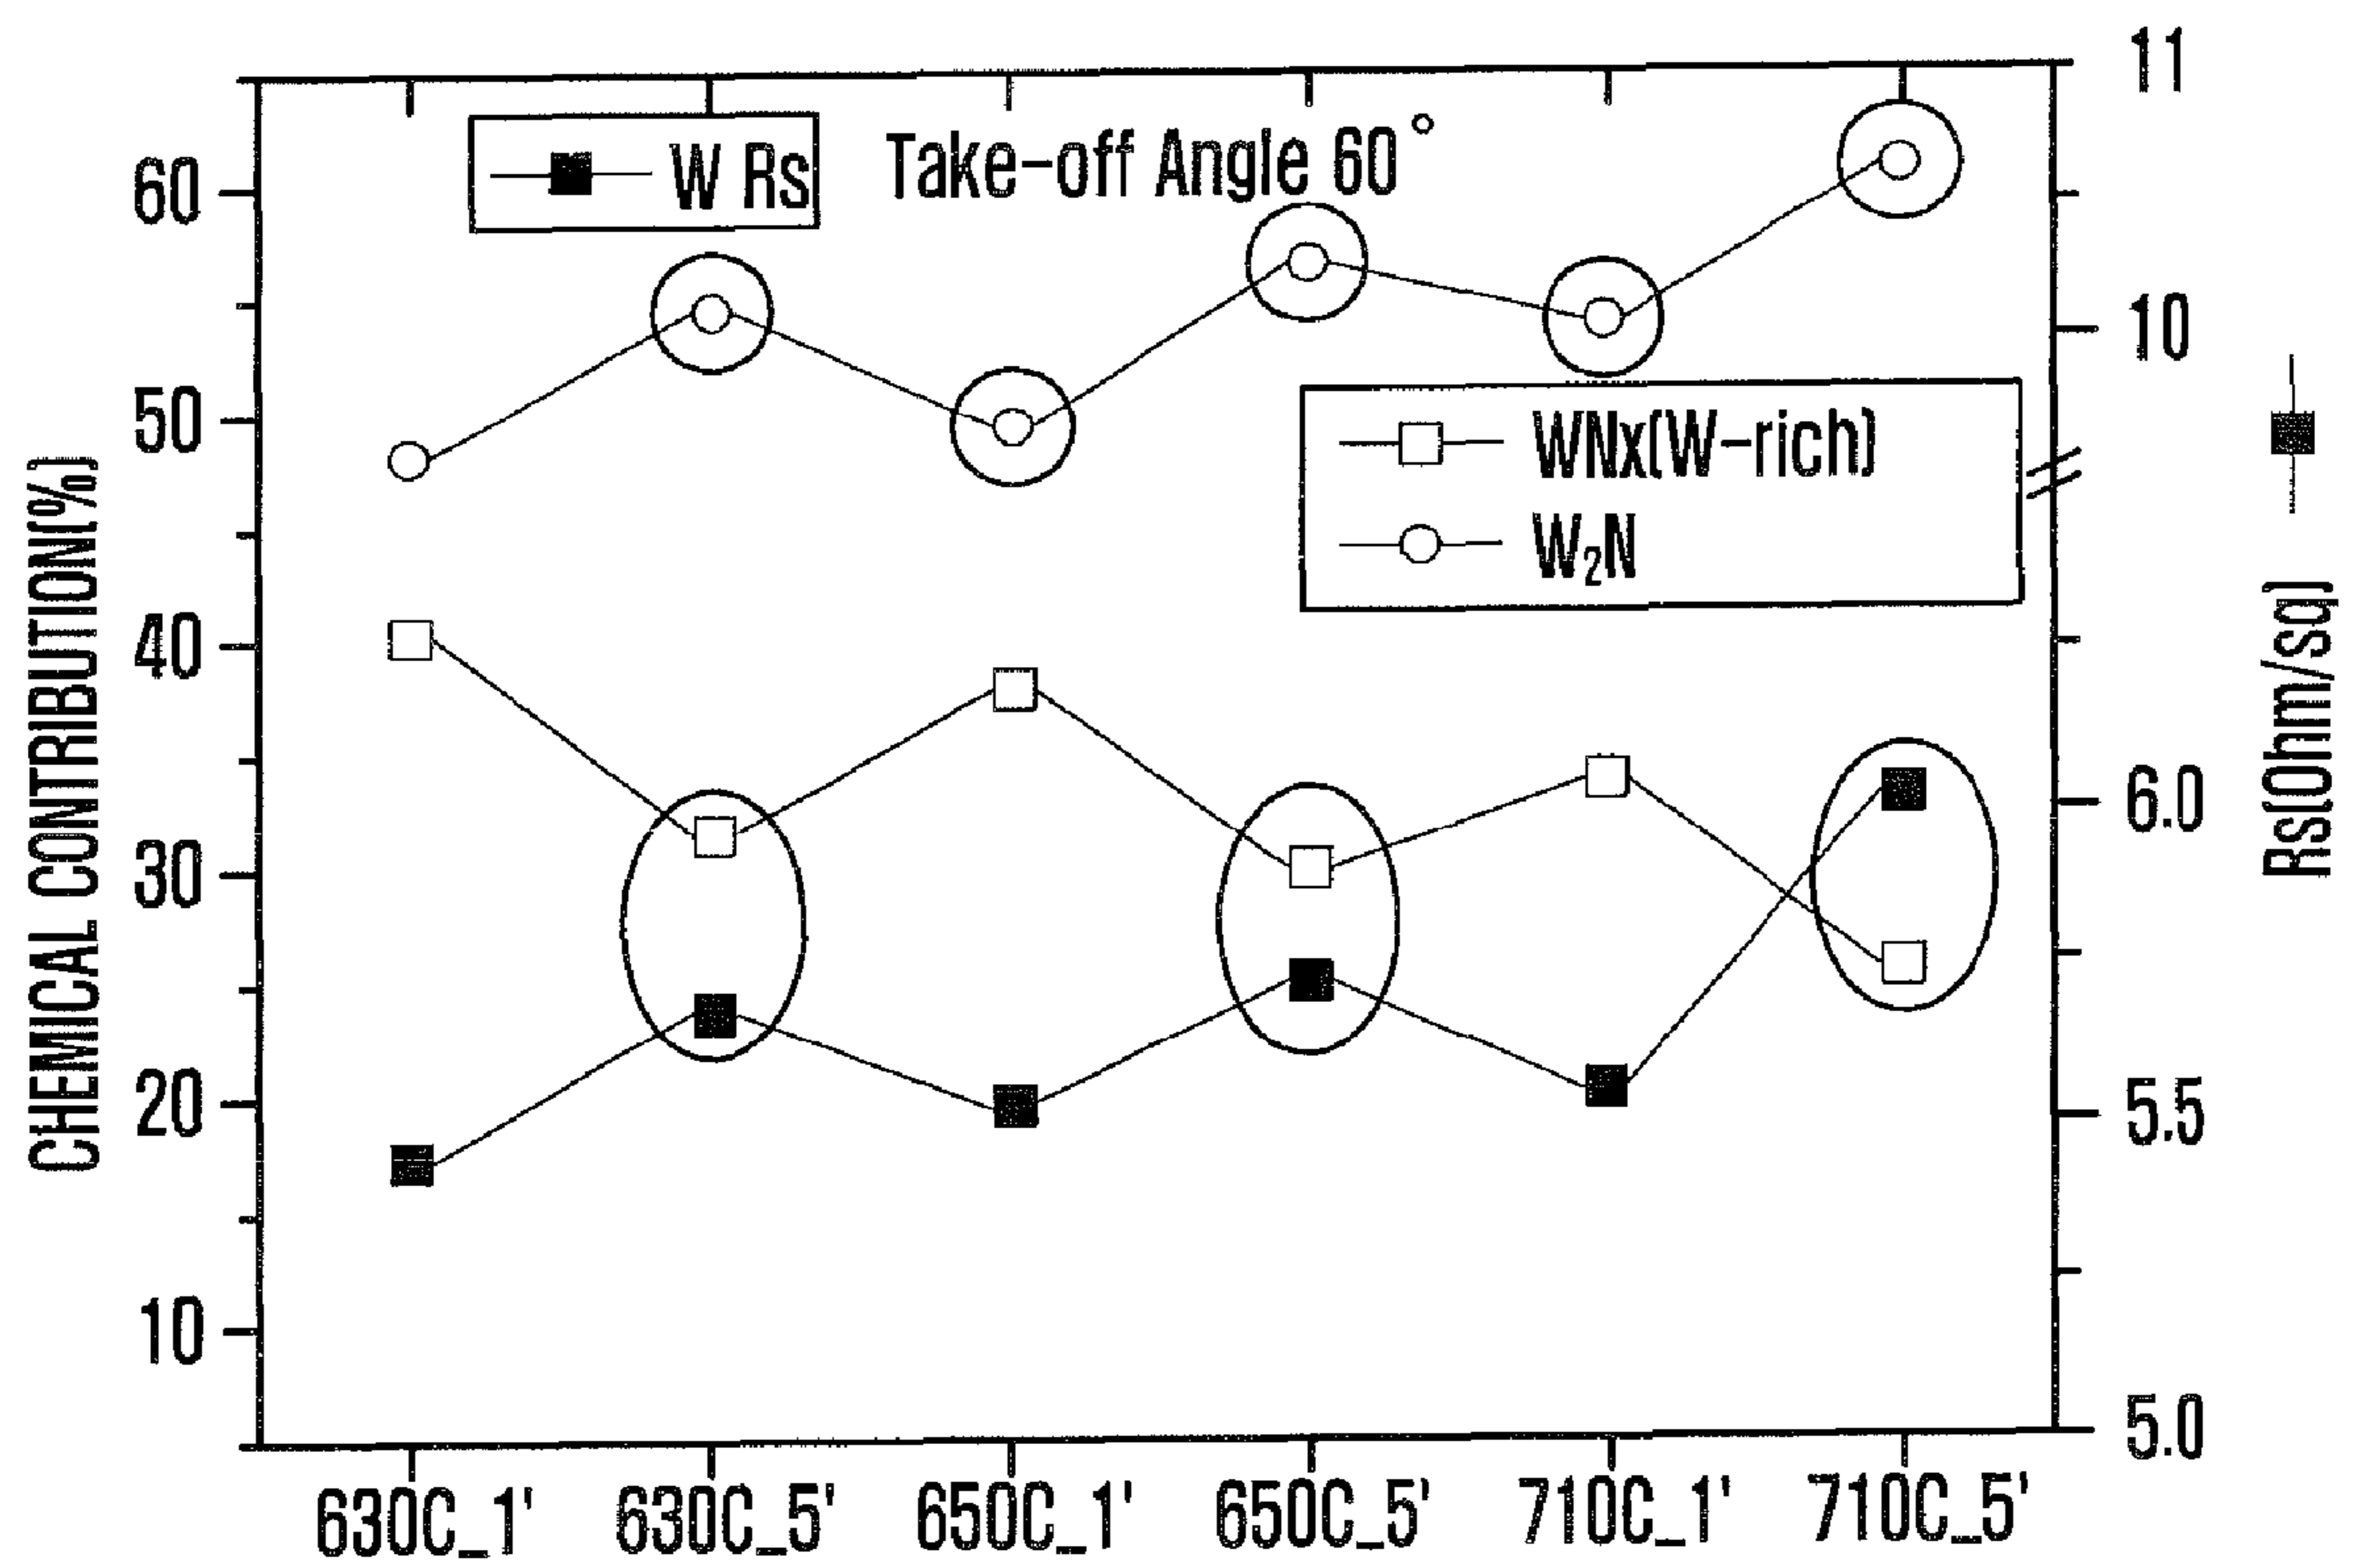 11
W Rs
Take-off Angle 60°
60
10
50
WNx(W-rich)
W₂N
CHEMICAL CONTRIBUTION(%)
40
Rs(Ohm/sq)
6.0
30
20
5.5
10
5.0
630C_1' 630C_5' 650C_1' 650C_5' 710C_1' 710C_5'